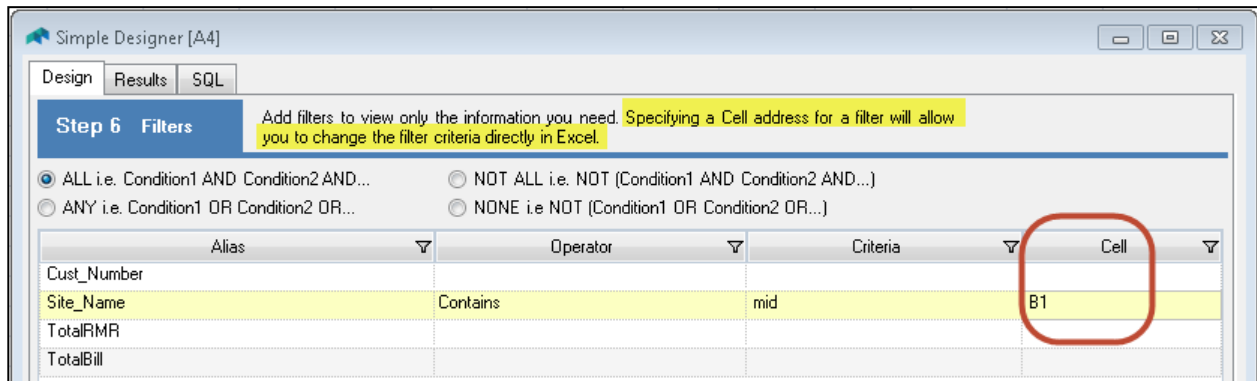 Simple Designer [A4]
Design Results SQL
Step 6 Filters
Add filters to view only the information you need. Specifying a Cell address for a filter will allow
you to change the filter criteria directly in Excel.
ALL i.e. Condition1 AND Condition2 AND... NOT ALL i.e. NOT (Condition1 AND Condition2 AND...)
ANY i.e. Condition1 OR Condition2 OR... NONE i.e NOT (Condition1 OR Condition2 OR...)
Alias Operator Criteria Cell
Cust_Number
Site_Name Contains mid B1
TotalRMR
TotalBill